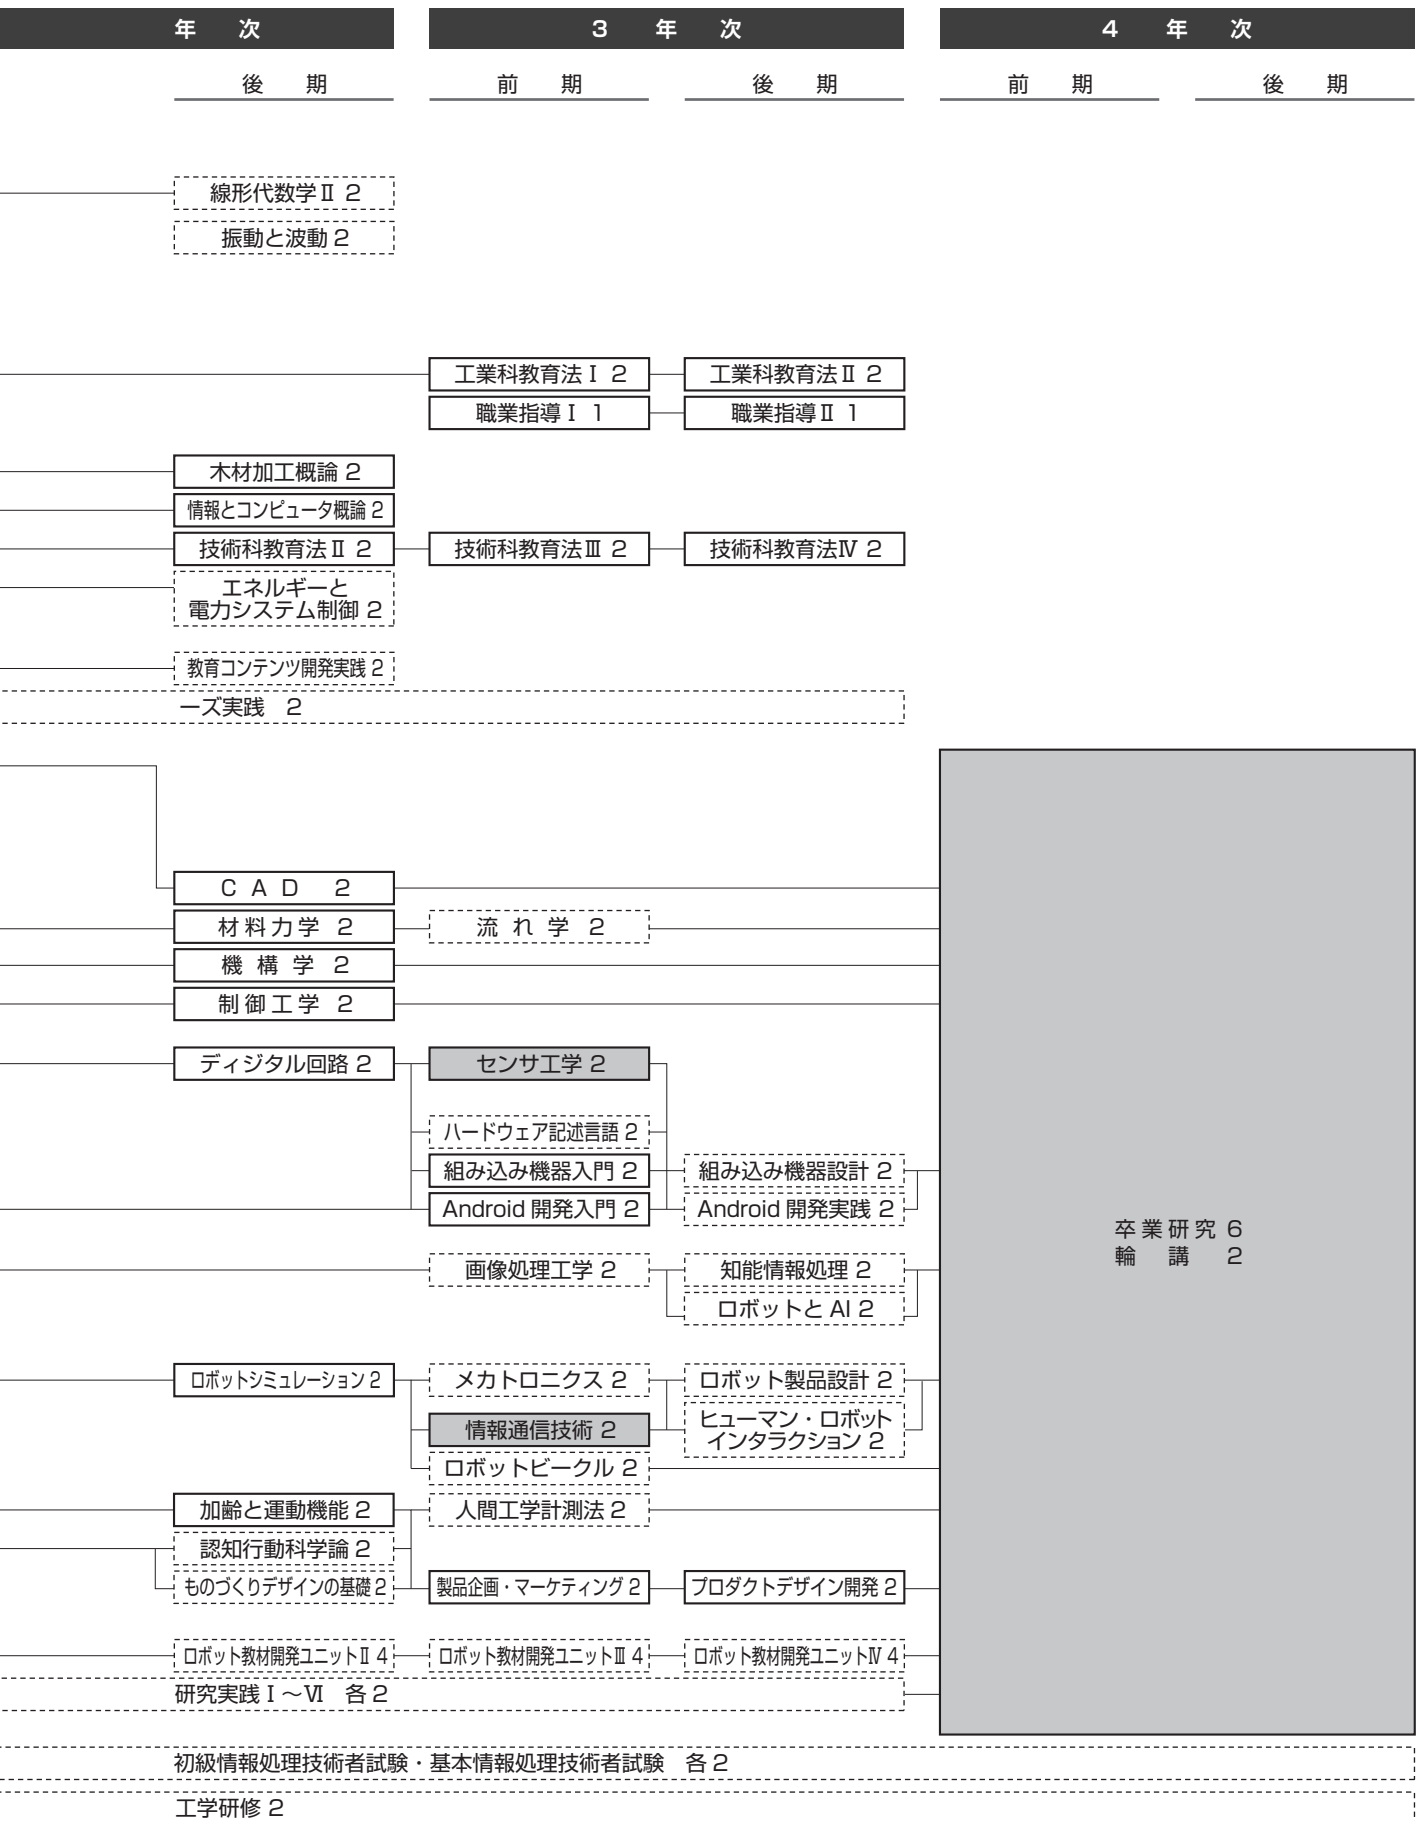 年 次
3 年 次
4 年 次
後 期
前 期
後 期
前 期
後 期
線形代数学Ⅱ 2
振動と波動 2
工業科教育法Ⅰ 2
工業科教育法Ⅱ 2
職業指導Ⅰ 1
職業指導Ⅱ 1
木材加工概論 2
情報とコンピュータ概論 2
技術科教育法Ⅱ 2
技術科教育法Ⅲ 2
技術科教育法Ⅳ 2
エネルギーと
電力システム制御 2
教育コンテンツ開発実践 2
ーズ実践 2
CAD 2
材料力学 2
流れ学 2
機構学 2
制御工学 2
ディジタル回路 2
センサ工学 2
ハードウェア記述言語 2
組み込み機器入門 2
組み込み機器設計 2
Android 開発入門 2
Android 開発実践 2
卒業研究 6
輪講 2
画像処理工学 2
知能情報処理 2
ロボットと AI 2
ロボットシミュレーション 2
メカトロニクス 2
ロボット製品設計 2
情報通信技術 2
ヒューマン・ロボット
インタラクション 2
ロボットビークル 2
加齢と運動機能 2
人間工学計測法 2
認知行動科学論 2
ものづくりデザインの基礎 2
製品企画・マーケティング 2
プロダクトデザイン開発 2
ロボット教材開発ユニットⅡ 4
ロボット教材開発ユニットⅢ 4
ロボット教材開発ユニットⅣ 4
研究実践Ⅰ～Ⅵ 各2
初級情報処理技術者試験・基本情報処理技術者試験 各2
工学研修 2